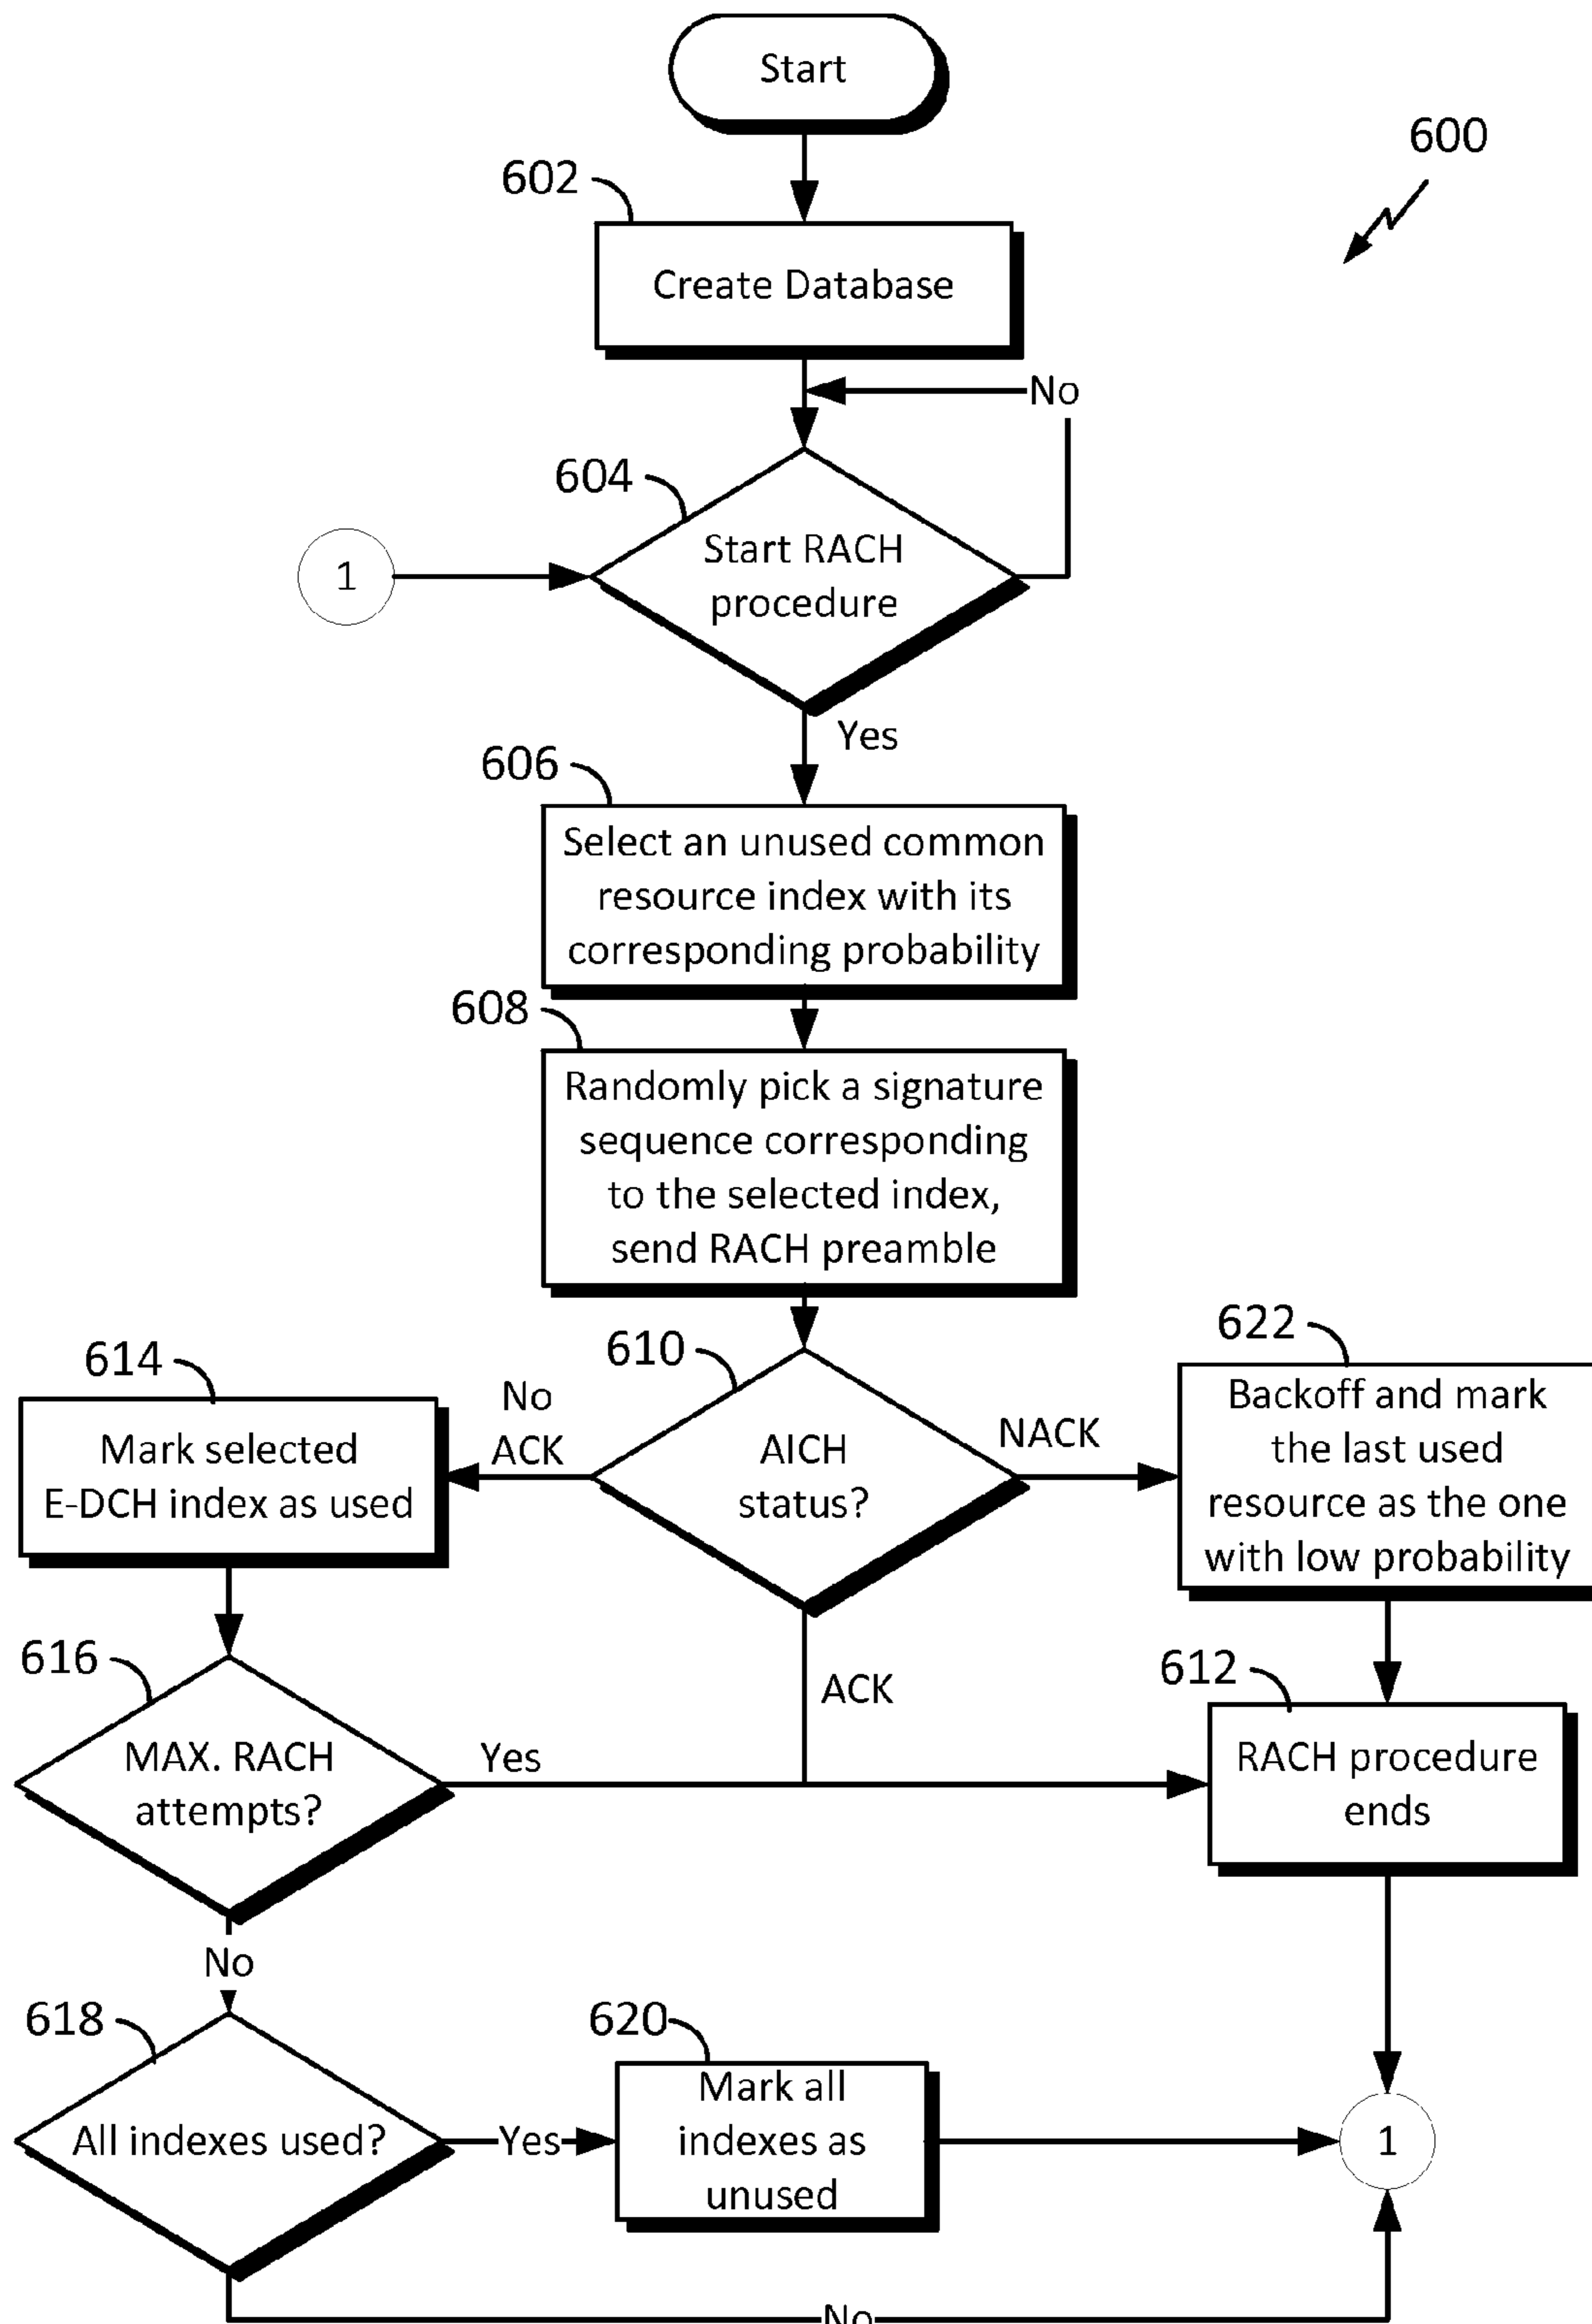 Start
600
602
Create Database
No
604
Start RACH
procedure
1
Yes
606
Select an unused common
resource index with its
corresponding probability
608
Randomly pick a signature
sequence corresponding
to the selected index,
send RACH preamble
610
AICH
status?
No
ACK
NACK
ACK
614
Mark selected
E-DCH index as used
622
Backoff and mark
the last used
resource as the one
with low probability
616
MAX. RACH
attempts?
Yes
612
RACH procedure
ends
No
618
All indexes used?
Yes
620
Mark all
indexes as
unused
1
No